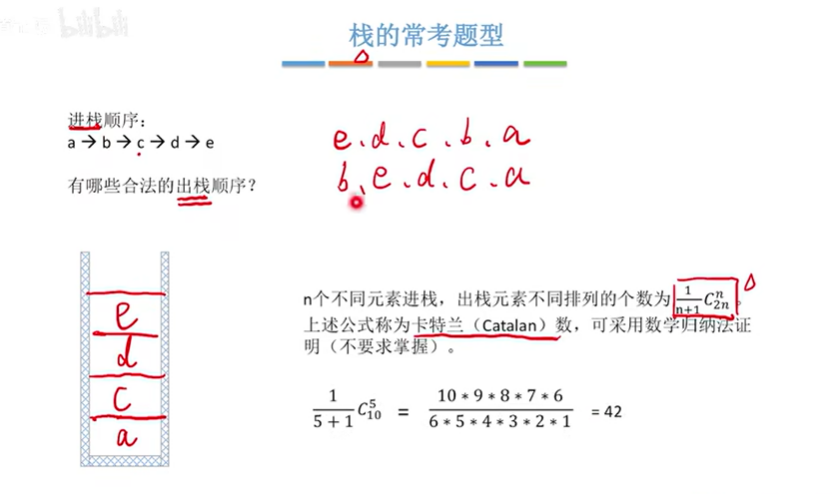 bilibili
栈的常考题型
进栈顺序：
a → b → c → d → e
有哪些合法的出栈顺序？
e、d、c、b、a
b、e、d、c、a
e
d
c
a
n个不同元素进栈，出栈元素不同排列的个数为 1/(n+1) C_{2n}^{n} 。
上述公式称为卡特兰（Catalan）数，可采用数学归纳法证
明（不要求掌握）。
1/(5+1) C_{10}^{5} = (10 * 9 * 8 * 7 * 6)/(6 * 5 * 4 * 3 * 2 * 1) = 42